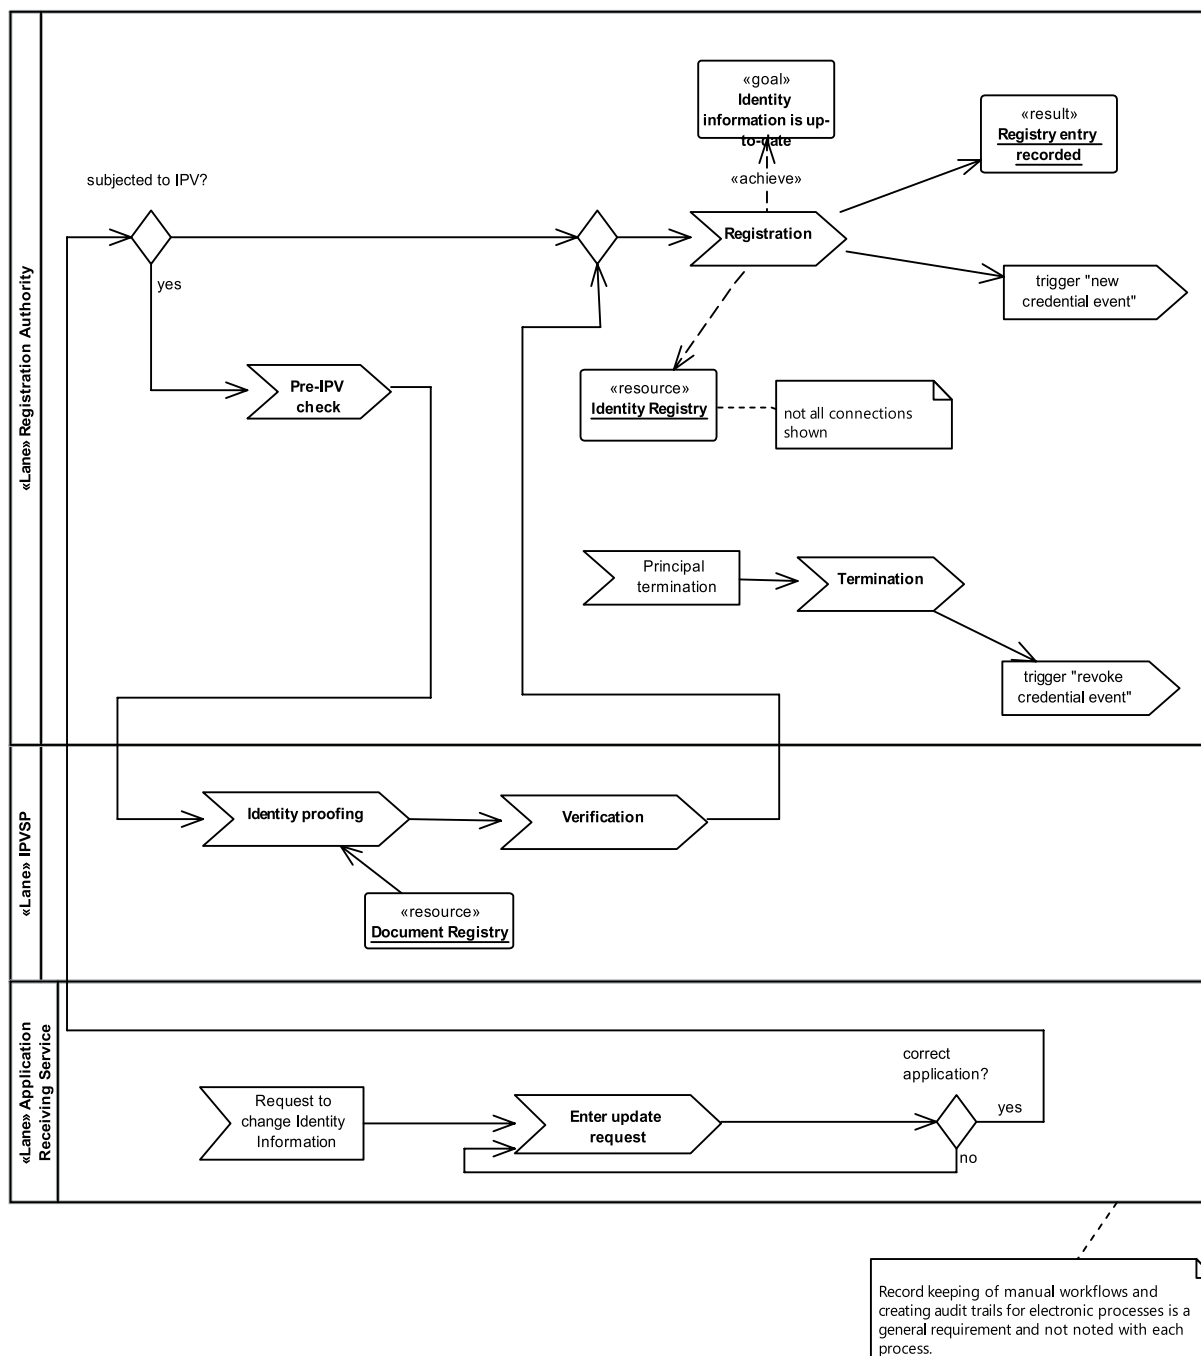 «Lane» Registration Authority
«goal»
Identity
information is up-
to-date
«achieve»
«result»
Registry entry
recorded
subjected to IPV?
yes
Registration
trigger "new
credential event"
Pre-IPV
check
«resource»
Identity Registry
not all connections
shown
Principal
termination
Termination
trigger "revoke
credential event"
«Lane» IPVSP
Identity proofing
Verification
«resource»
Document Registry
«Lane» Application
Receiving Service
correct
application?
Request to
change Identity
Information
Enter update
request
yes
no
Record keeping of manual workflows and
creating audit trails for electronic processes is a
general requirement and not noted with each
process.